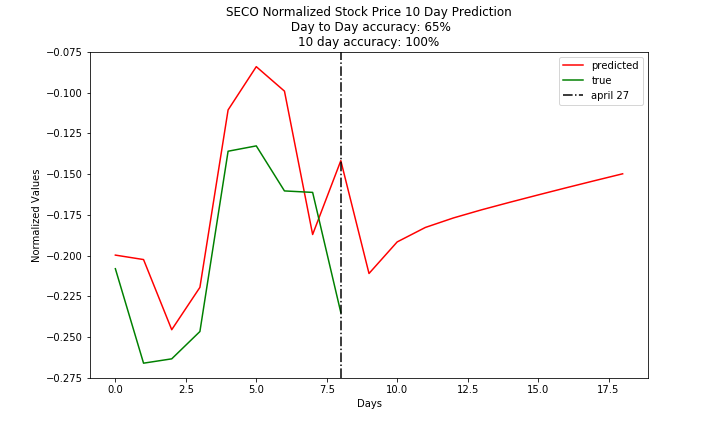 SECO Normalized Stock Price 10 Day Prediction
Day to Day accuracy: 65%
10 day accuracy: 100%
−0.075
−0.100
−0.125
−0.150
−0.175
−0.200
−0.225
−0.250
−0.275
Normalized Values
predicted
true
april 27
0.0 2.5 5.0 7.5 10.0 12.5 15.0 17.5
Days